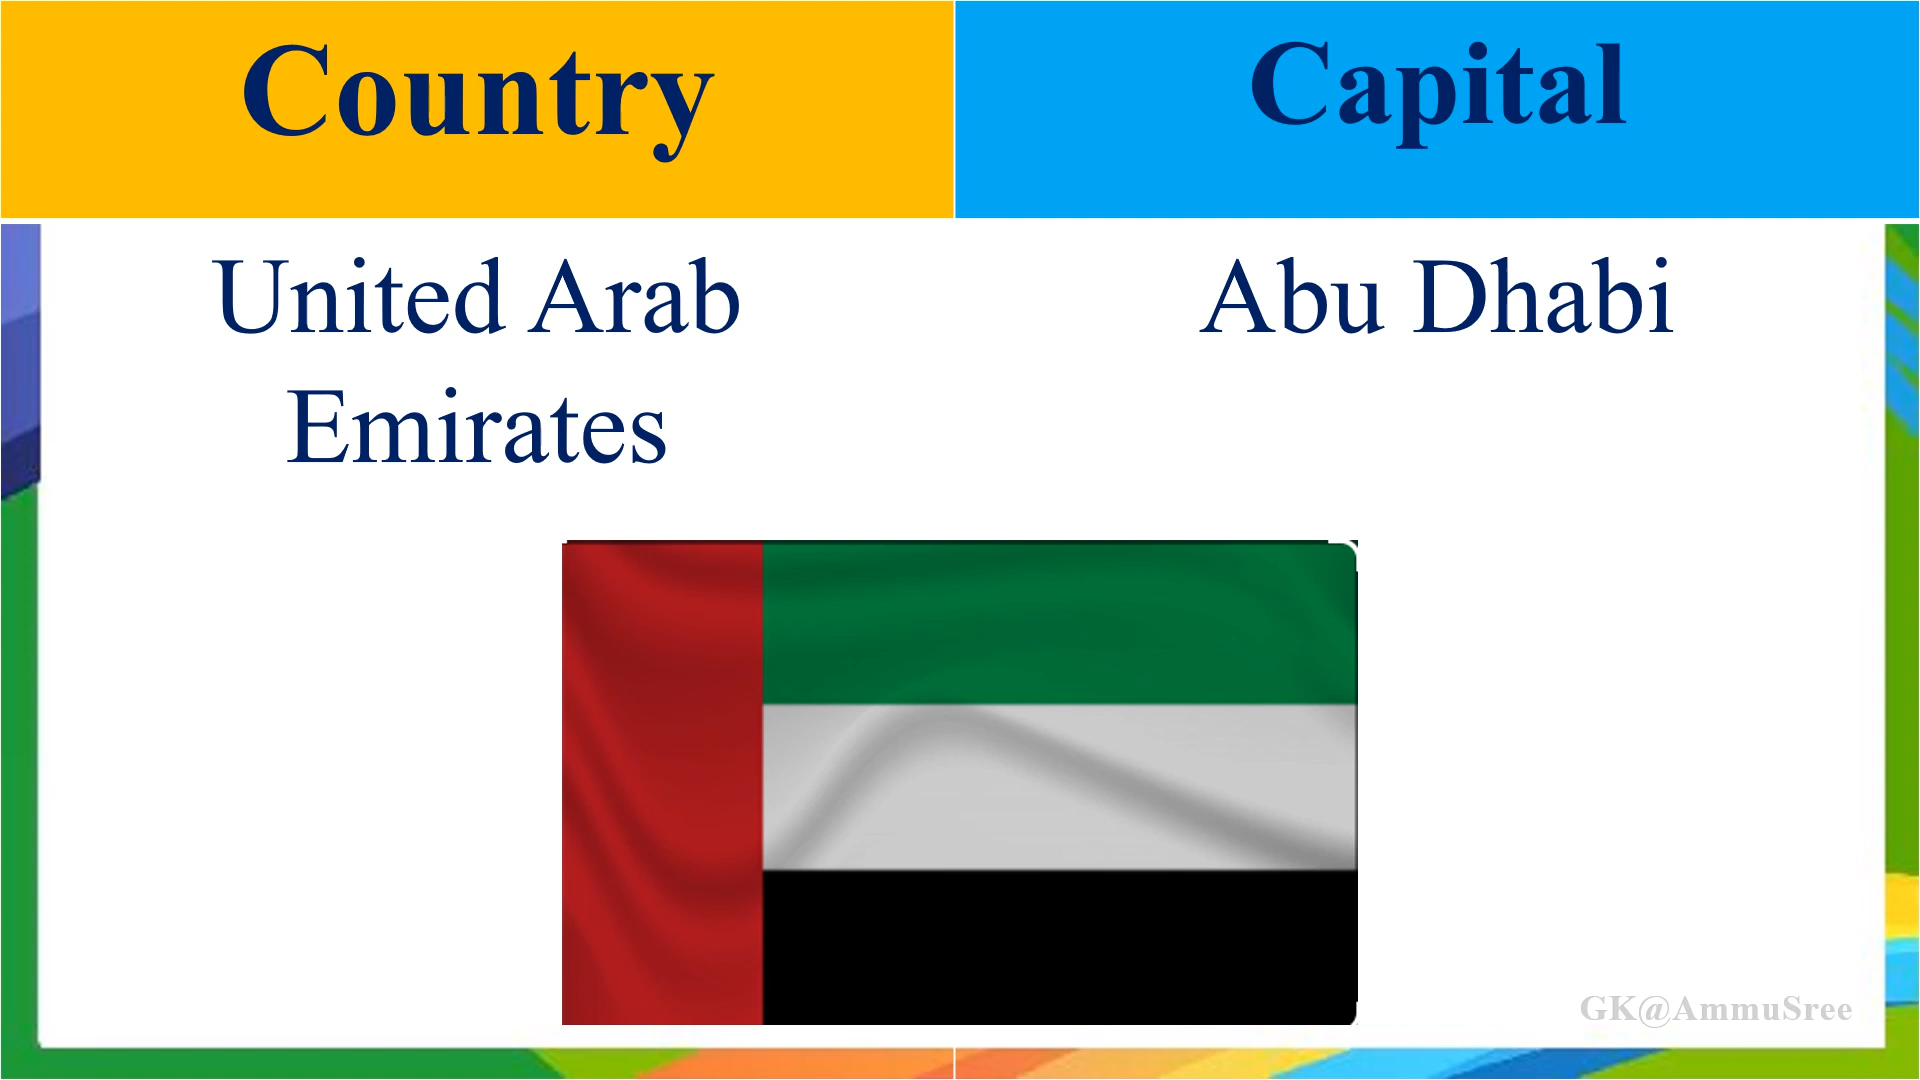 Country
Capital
United Arab
Emirates
Abu Dhabi
GK@AmmuSree